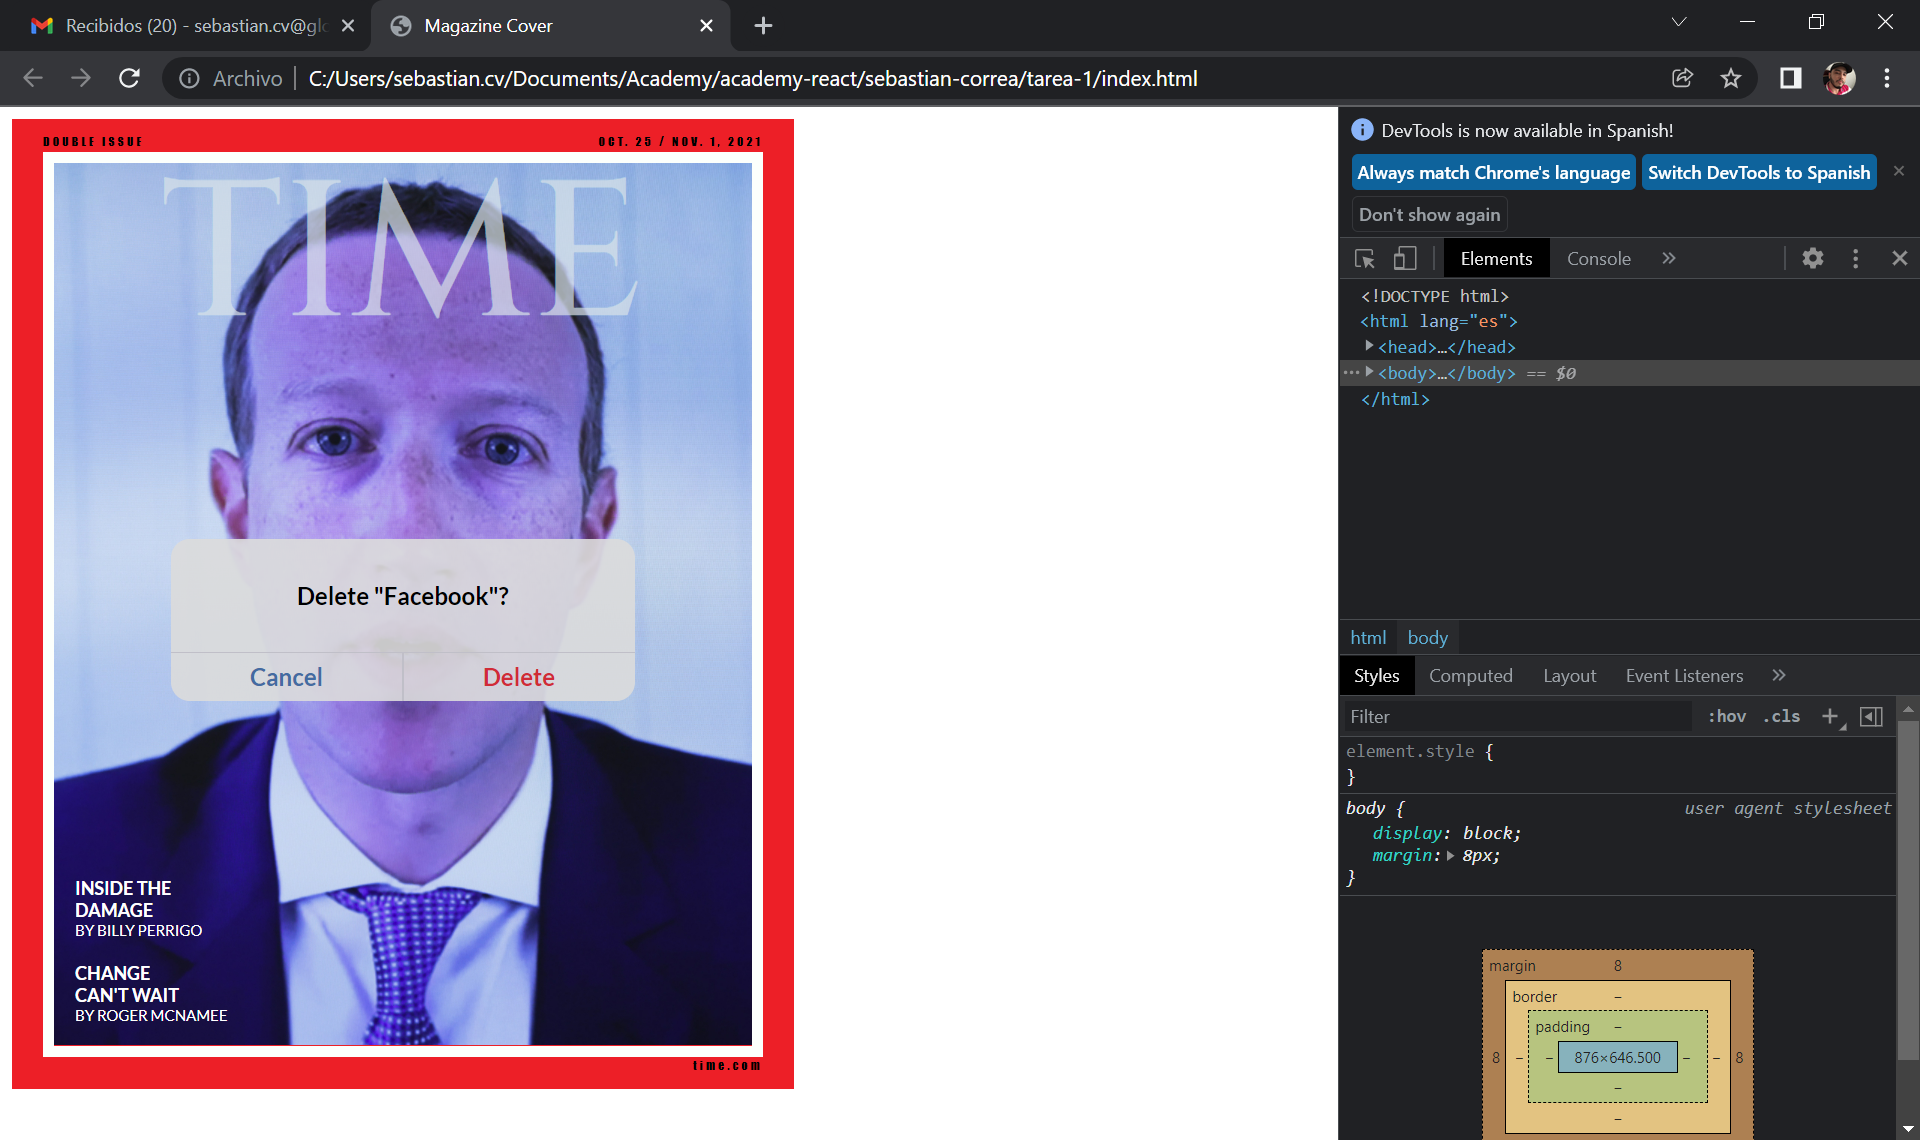 Recibidos (20) - sebastian.cv@glo
Magazine Cover
Archivo
C:/Users/sebastian.cv/Documents/Academy/academy-react/sebastian-correa/tarea-1/index.html
DOUBLE ISSUE
OCT. 25 / NOV. 1, 2021
TIME
Delete "Facebook"?
Cancel
Delete
INSIDE THE
DAMAGE
BY BILLY PERRIGO
CHANGE
CAN'T WAIT
BY ROGER MCNAMEE
time.com
DevTools is now available in Spanish!
Always match Chrome's language
Switch DevTools to Spanish
Don't show again
Elements
Console
<!DOCTYPE html>
<html lang="es">
<head>…</head>
<body>…</body> == $0
</html>
html
body
Styles
Computed
Layout
Event Listeners
Filter
:hov
.cls
element.style {
}
body {
user agent stylesheet
display: block;
margin: 8px;
}
margin
8
border
–
padding
–
8
–
–
876×646.500
–
–
8
–
–